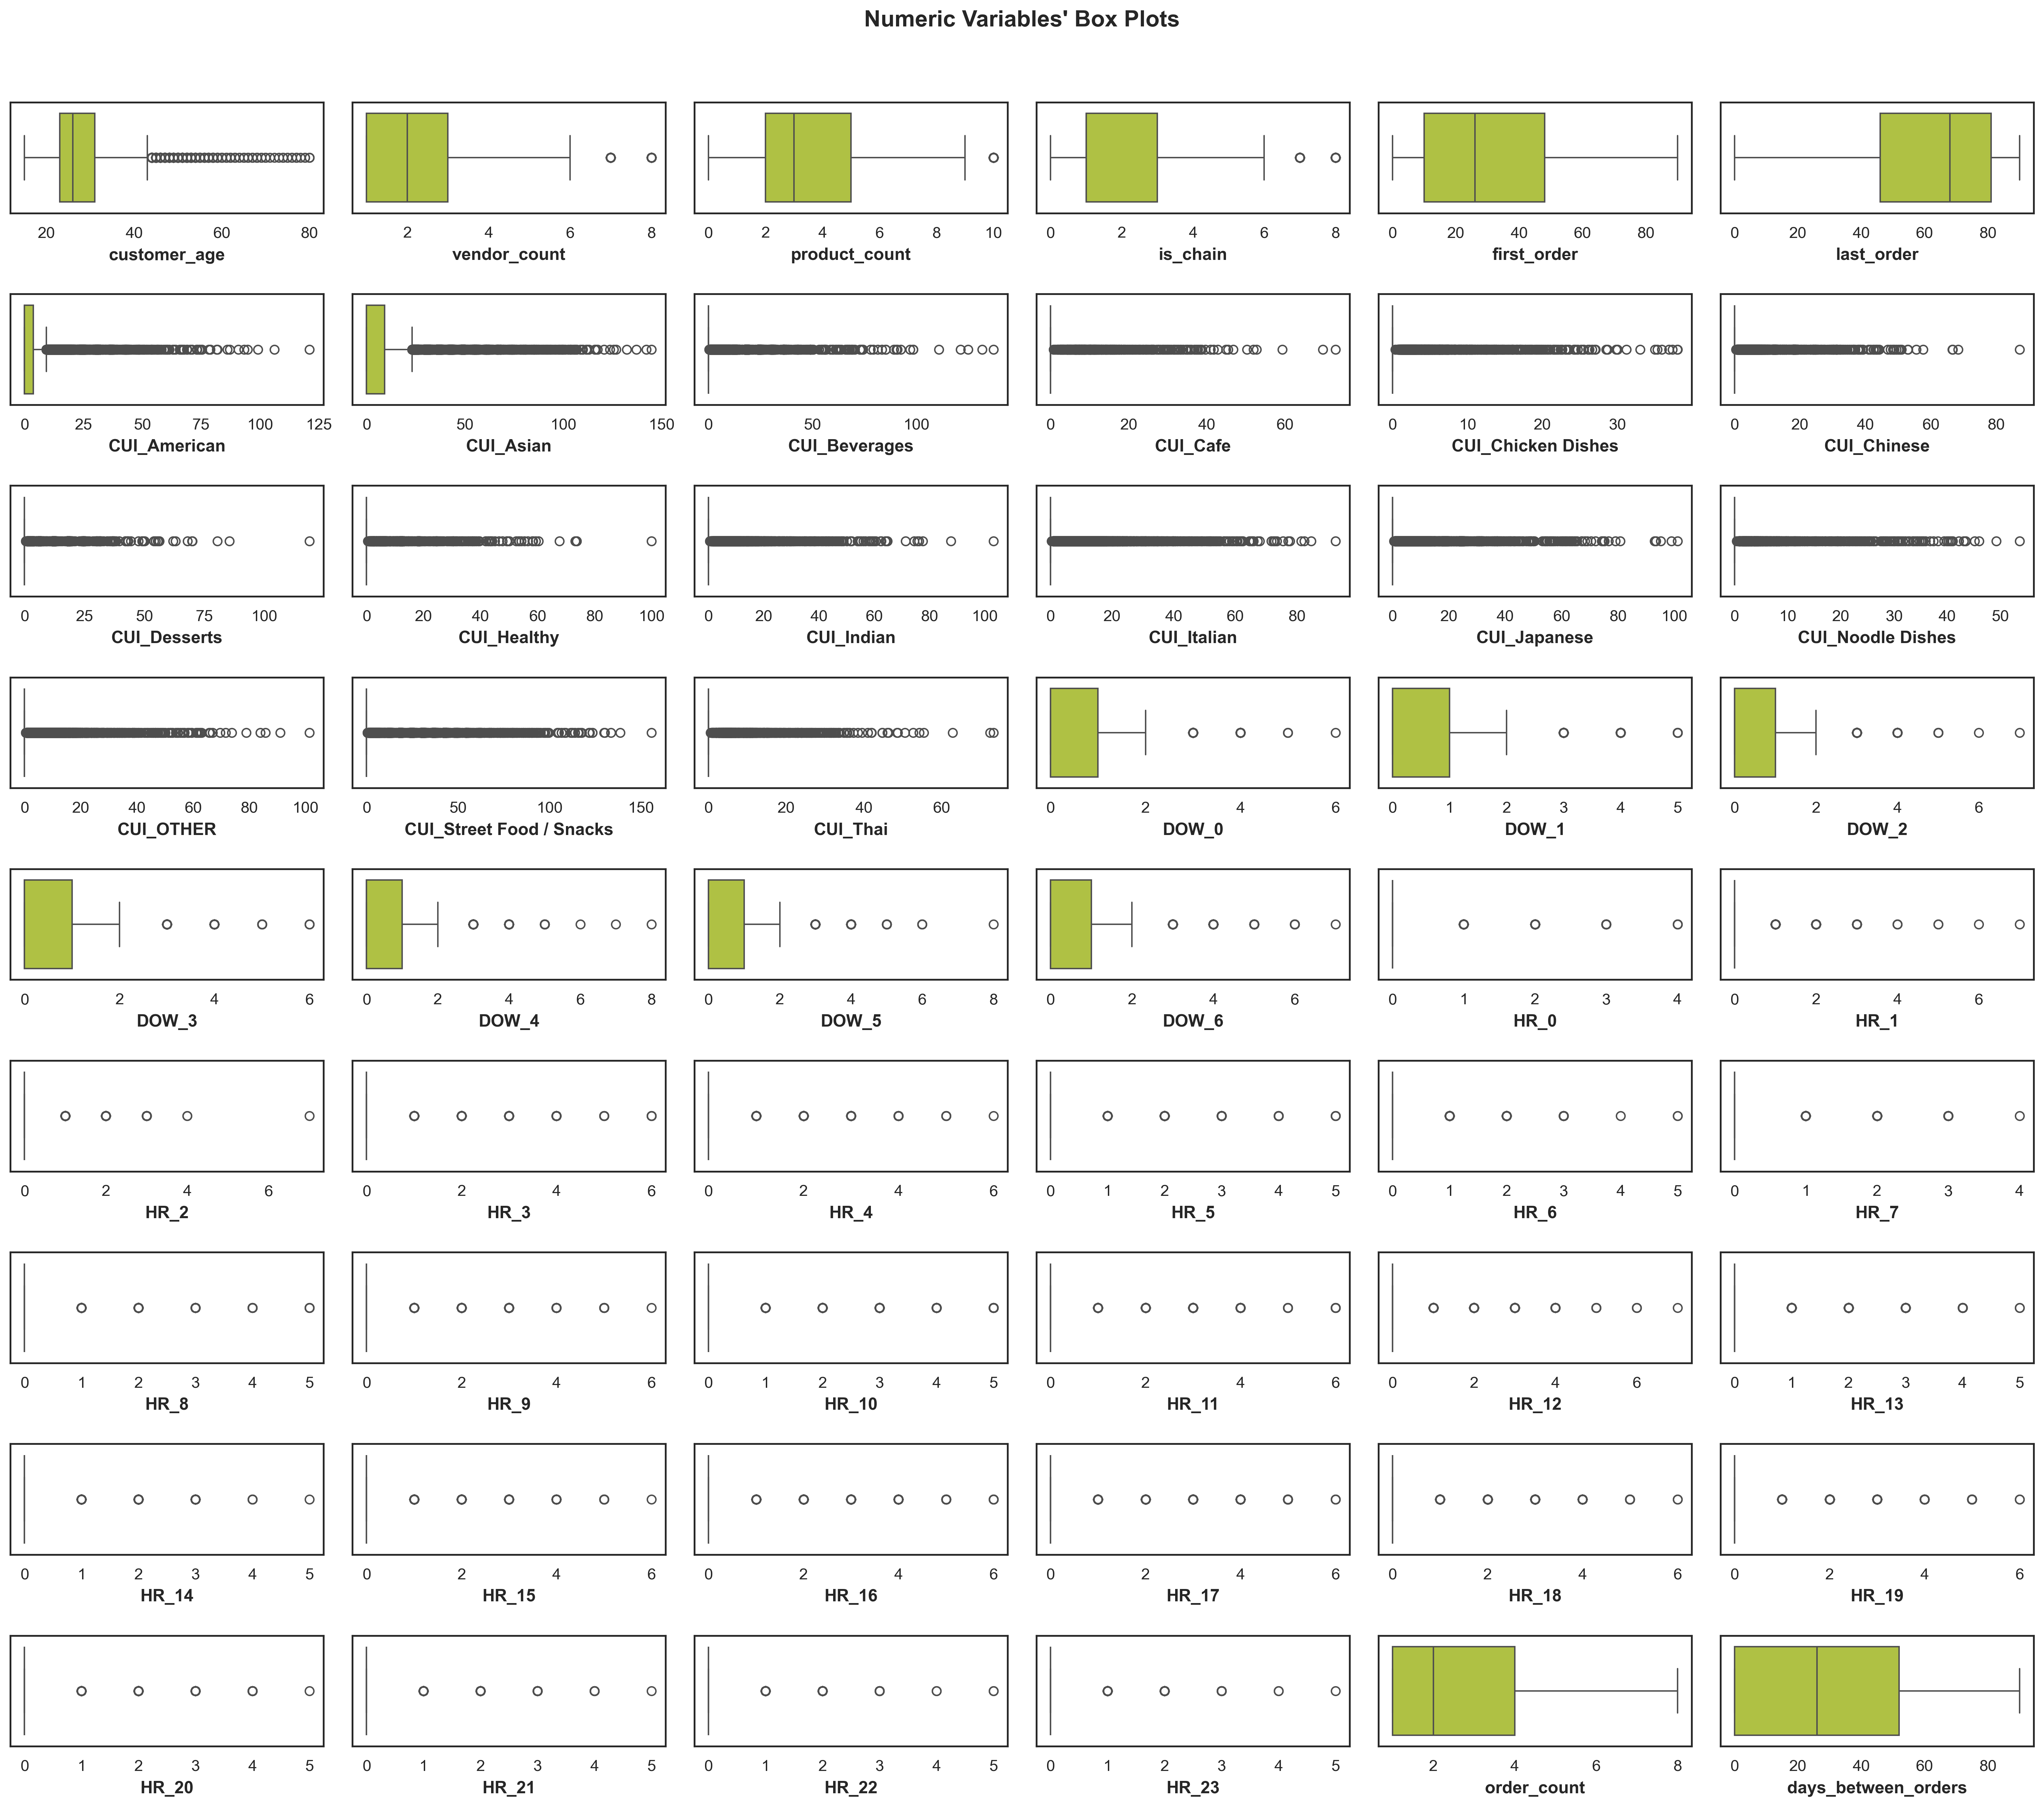 Numeric Variables' Box Plots
20 40 60 80 2 4 6 8 0 2 4 6 8 10 0 2 4 6 8 0 20 40 60 80 0 20 40 60 80
customer_age vendor_count product_count is_chain first_order last_order
0 25 50 75 100 125 0 50 100 150 0 50 100 0 20 40 60 0 10 20 30 0 20 40 60 80
CUI_American CUI_Asian CUI_Beverages CUI_Cafe CUI_Chicken Dishes CUI_Chinese
0 25 50 75 100 0 20 40 60 80 100 0 20 40 60 80 100 0 20 40 60 80 0 20 40 60 80 100 0 10 20 30 40 50
CUI_Desserts CUI_Healthy CUI_Indian CUI_Italian CUI_Japanese CUI_Noodle Dishes
0 20 40 60 80 100 0 50 100 150 0 20 40 60 0 2 4 6 0 1 2 3 4 5 0 2 4 6
CUI_OTHER CUI_Street Food / Snacks CUI_Thai DOW_0 DOW_1 DOW_2
0 2 4 6 0 2 4 6 8 0 2 4 6 8 0 2 4 6 0 1 2 3 4 0 2 4 6
DOW_3 DOW_4 DOW_5 DOW_6 HR_0 HR_1
0 2 4 6 0 2 4 6 0 2 4 6 0 1 2 3 4 5 0 1 2 3 4 5 0 1 2 3 4
HR_2 HR_3 HR_4 HR_5 HR_6 HR_7
0 1 2 3 4 5 0 2 4 6 0 1 2 3 4 5 0 2 4 6 0 2 4 6 0 1 2 3 4 5
HR_8 HR_9 HR_10 HR_11 HR_12 HR_13
0 1 2 3 4 5 0 2 4 6 0 2 4 6 0 2 4 6 0 2 4 6 0 2 4 6
HR_14 HR_15 HR_16 HR_17 HR_18 HR_19
0 1 2 3 4 5 0 1 2 3 4 5 0 1 2 3 4 5 0 1 2 3 4 5 2 4 6 8 0 20 40 60 80
HR_20 HR_21 HR_22 HR_23 order_count days_between_orders